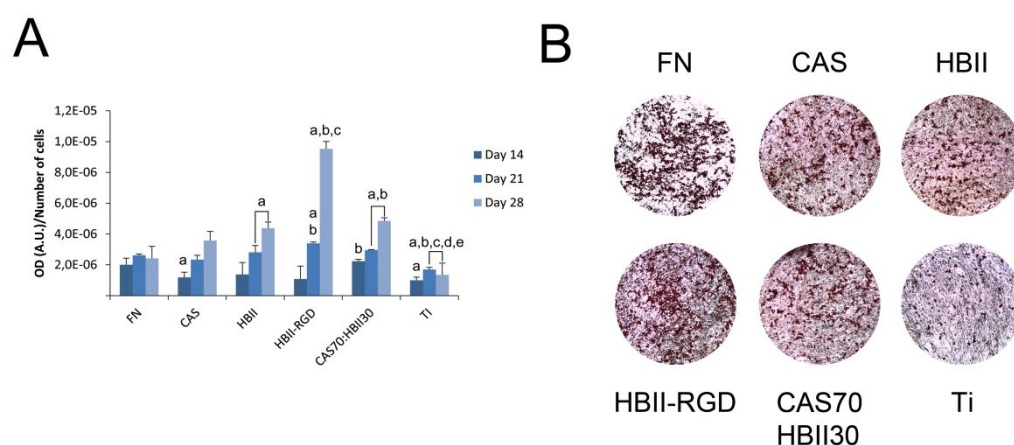 A
OD (A.U.)/Number of cells
1,2E-05
1,0E-05
8,0E-06
6,0E-06
4,0E-06
2,0E-06
a
a
a,b,c
a
b
a,b
b
a,b,c,d,e
a
Day 14
Day 21
Day 28
FN
CAS
HBII
HBII-RGD
CAS70:HBII30
TI
B
FN CAS HBII
HBII-RGD CAS70 Ti
HBII30